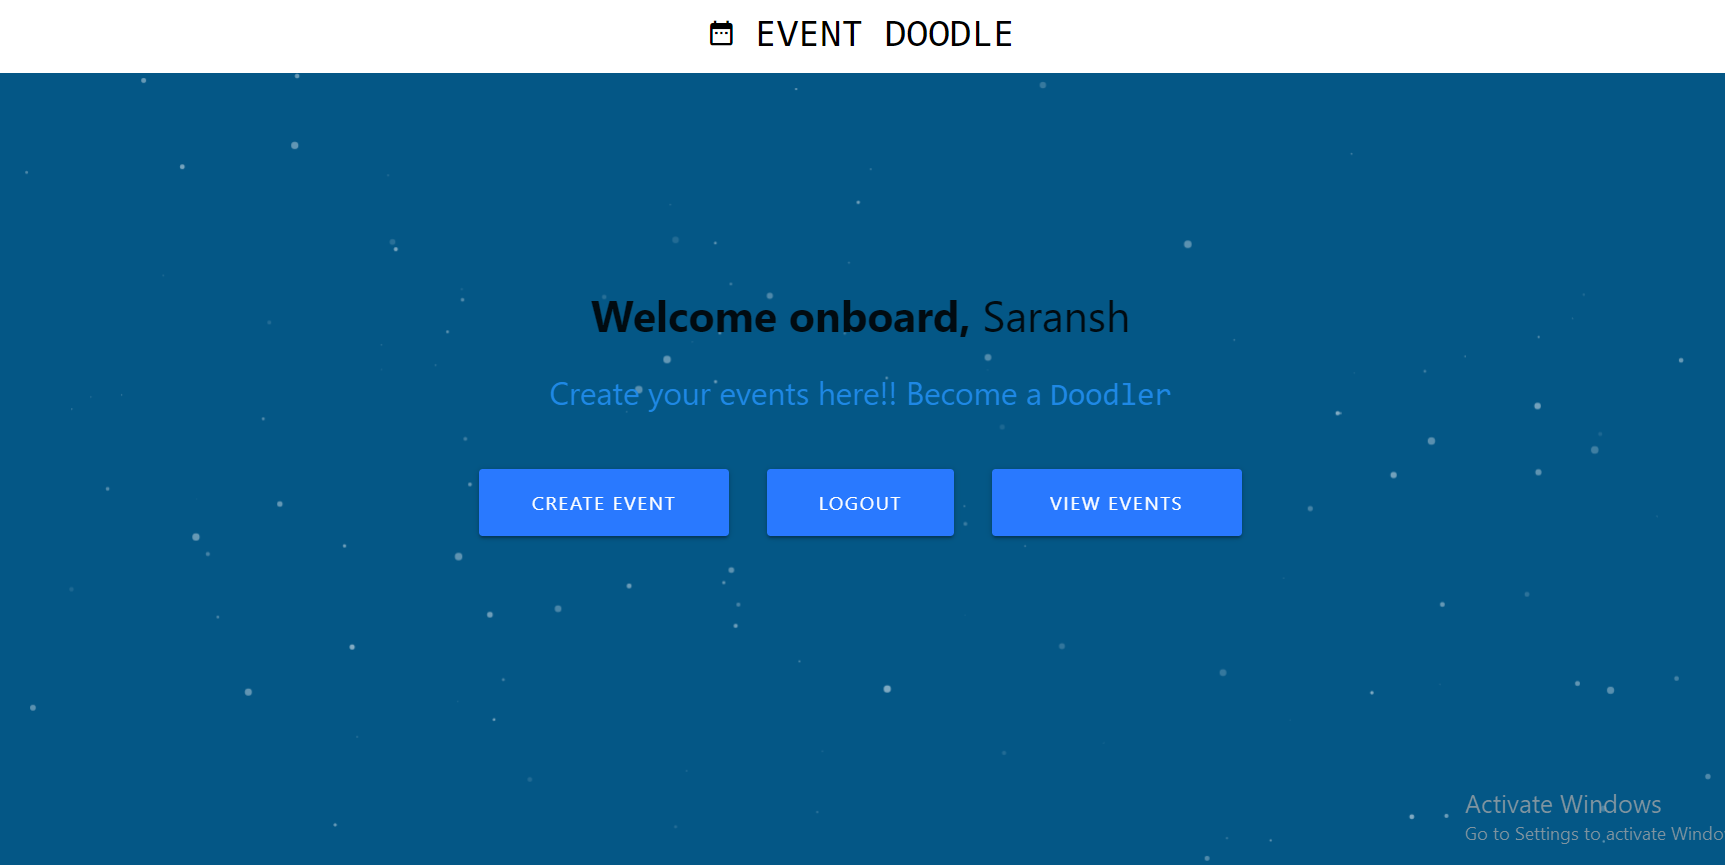 EVENT DOODLE
Welcome onboard, Saransh
Create your events here!! Become a Doodler
CREATE EVENT
LOGOUT
VIEW EVENTS
Activate Windows
Go to Settings to activate Windo